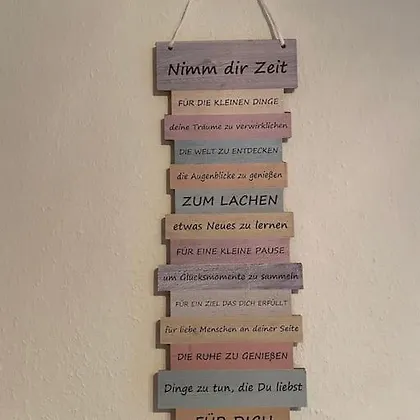 Nimm dir Zeit
FÜR DIE KLEINEN DINGE
deine Träume zu verwirklichen
DIE WELT ZU ENTDECKEN
die Augenblicke zu genießen
ZUM LACHEN
etwas Neues zu lernen
FÜR EINE KLEINE PAUSE
um Glücksmomente zu sammeln
FÜR EIN ZIEL DAS DICH ERFÜLLT
für liebe Menschen an deiner Seite
DIE RUHE ZU GENIEßEN
Dinge zu tun, die Du liebst
FÜR DICH